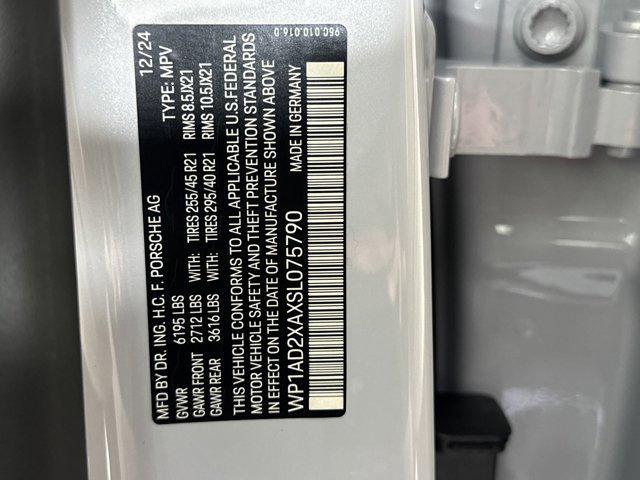 MFD BY DR. ING. H.C. F. PORSCHE AG 12/24
GVWR 6195 LBS TYPE: MPV
GAWR FRONT 2712 LBS WITH: TIRES 255/45 R21 RIMS 8.5JX21
GAWR REAR 3616 LBS WITH: TIRES 295/40 R21 RIMS 10.5JX21
THIS VEHICLE CONFORMS TO ALL APPLICABLE U.S.FEDERAL
MOTOR VEHICLE SAFETY AND THEFT PREVENTION STANDARDS
IN EFFECT ON THE DATE OF MANUFACTURE SHOWN ABOVE
WP1AD2XAXSL075790 MADE IN GERMANY
95C.010.016.0